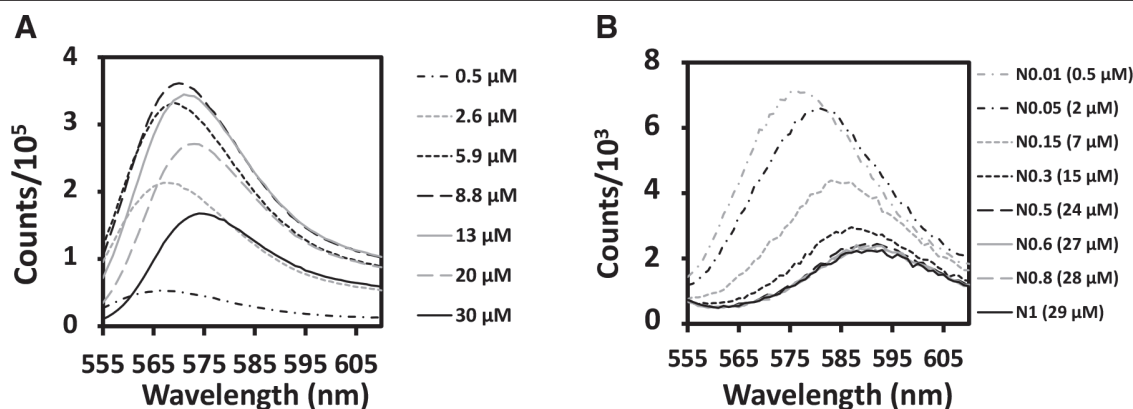 A
Counts/10⁵
4
3
2
1
0
555 565 575 585 595 605
Wavelength (nm)
0.5 µM
2.6 µM
5.9 µM
8.8 µM
13 µM
20 µM
30 µM
B
Counts/10³
8
6
4
2
0
555 565 575 585 595 605
Wavelength (nm)
N0.01 (0.5 µM)
N0.05 (2 µM)
N0.15 (7 µM)
N0.3 (15 µM)
N0.5 (24 µM)
N0.6 (27 µM)
N0.8 (28 µM)
N1 (29 µM)